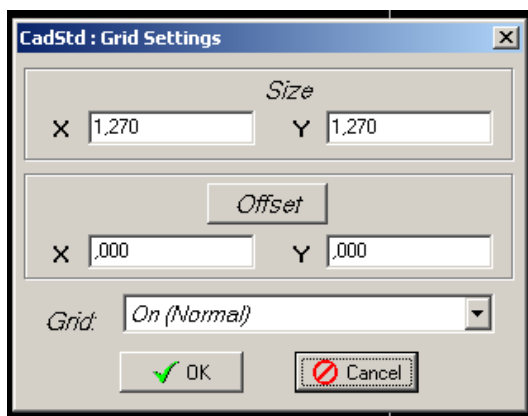 CadStd : Grid Settings
Size
X 1,270 Y 1,270
Offset
X ,000 Y ,000
Grid: On (Normal)
OK Cancel